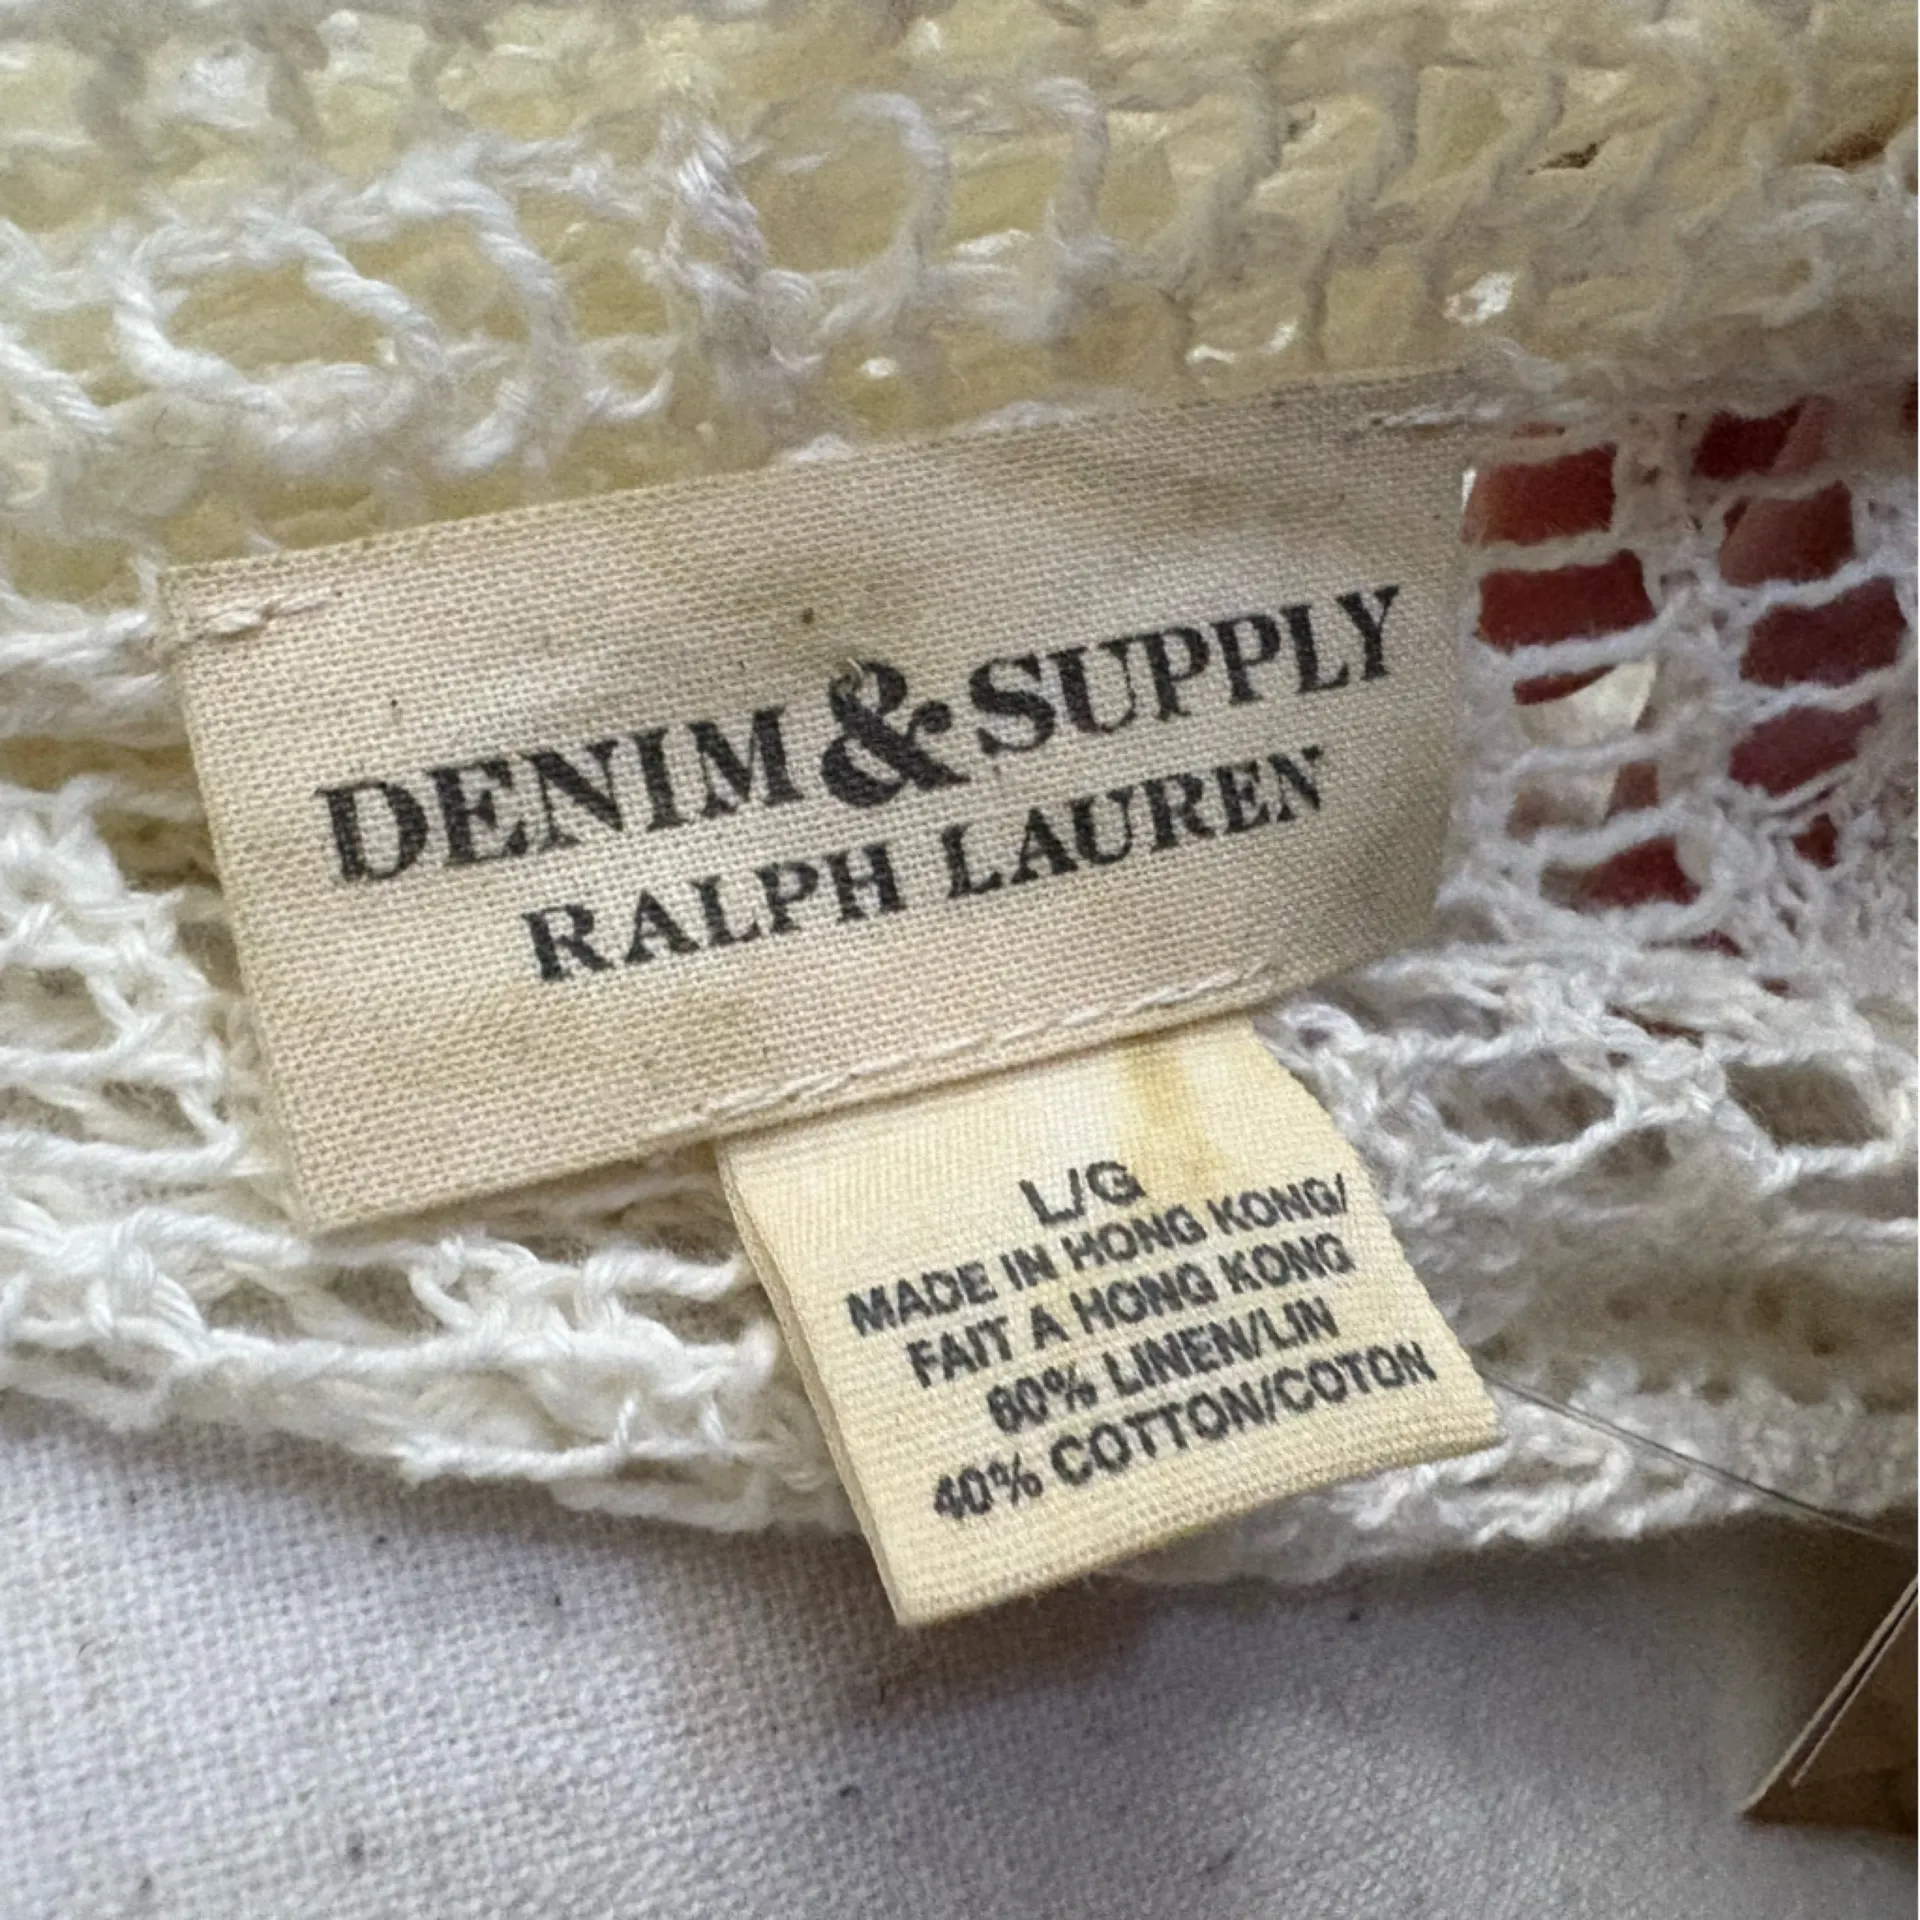 DENIM & SUPPLY
RALPH LAUREN
L/G
MADE IN HONG KONG/
FAIT A HONG KONG
60% LINEN/LIN
40% COTTON/COTON